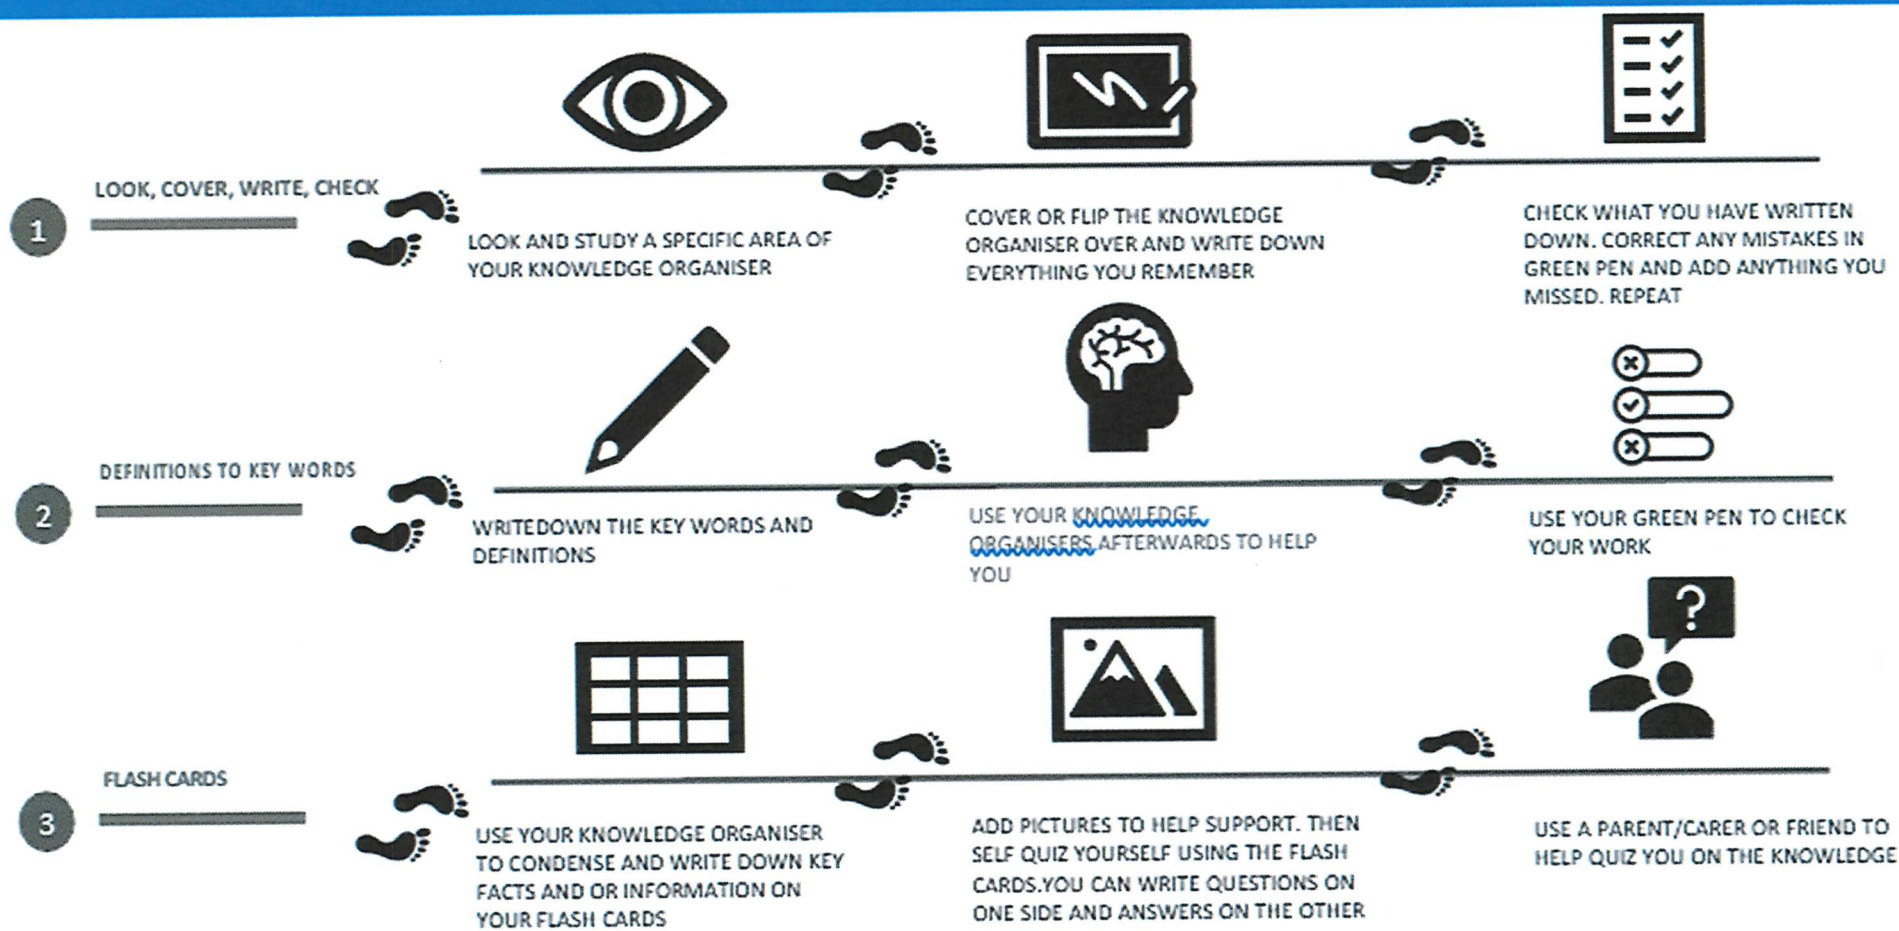 1
LOOK, COVER, WRITE, CHECK
LOOK AND STUDY A SPECIFIC AREA OF
YOUR KNOWLEDGE ORGANISER
COVER OR FLIP THE KNOWLEDGE
ORGANISER OVER AND WRITE DOWN
EVERYTHING YOU REMEMBER
CHECK WHAT YOU HAVE WRITTEN
DOWN. CORRECT ANY MISTAKES IN
GREEN PEN AND ADD ANYTHING YOU
MISSED. REPEAT
2
DEFINITIONS TO KEY WORDS
WRITEDOWN THE KEY WORDS AND
DEFINITIONS
USE YOUR KNOWLEDGE
ORGANISERS AFTERWARDS TO HELP
YOU
USE YOUR GREEN PEN TO CHECK
YOUR WORK
?
3
FLASH CARDS
USE YOUR KNOWLEDGE ORGANISER
TO CONDENSE AND WRITE DOWN KEY
FACTS AND OR INFORMATION ON
YOUR FLASH CARDS
ADD PICTURES TO HELP SUPPORT. THEN
SELF QUIZ YOURSELF USING THE FLASH
CARDS.YOU CAN WRITE QUESTIONS ON
ONE SIDE AND ANSWERS ON THE OTHER
USE A PARENT/CARER OR FRIEND TO
HELP QUIZ YOU ON THE KNOWLEDGE